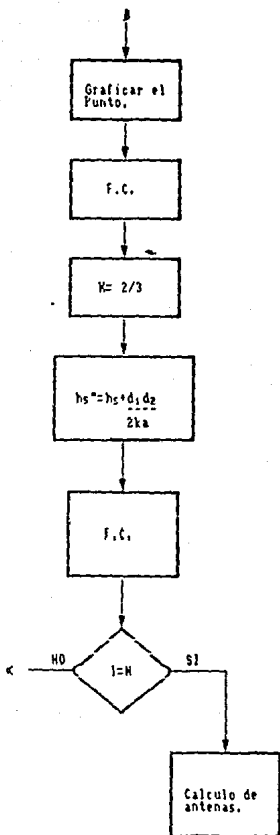 B
Graficar el
Punto.
F.C.
K= 2/3
hs"=hs+d1d2
2ka
F.C.
NO
SI
J=N
Calculo de
antenas.